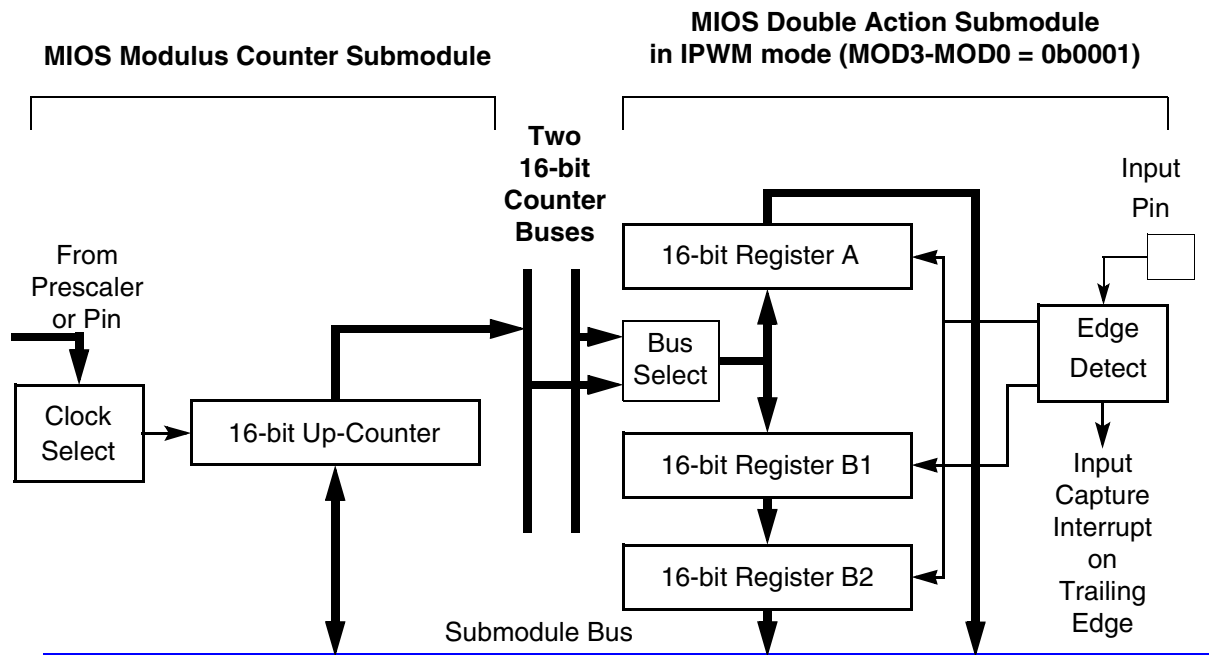 MIOS Modulus Counter Submodule
MIOS Double Action Submodule
in IPWM mode (MOD3-MOD0 = 0b0001)
Two
16-bit
Counter
Buses
Input
Pin
From
Prescaler
or Pin
16-bit Register A
Bus
Select
Edge
Detect
Clock
Select
16-bit Up-Counter
16-bit Register B1
Input
Capture
Interrupt
on
Trailing
Edge
16-bit Register B2
Submodule Bus